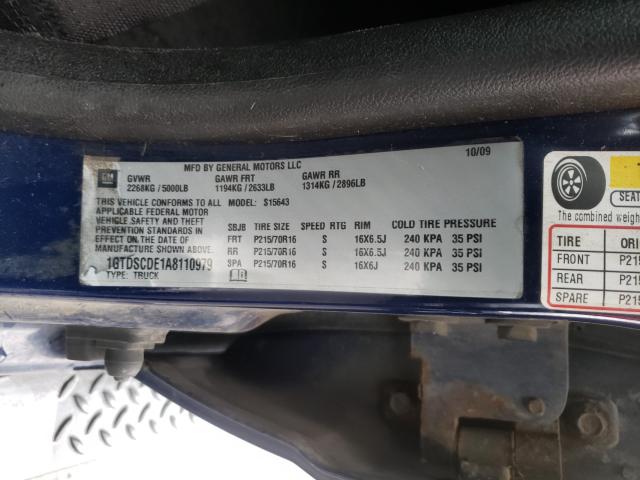 GM
MFD BY GENERAL MOTORS LLC
10/09
GVWR GAWR FRT GAWR RR
2268KG / 5000LB 1194KG / 2633LB 1314KG / 2896LB
THIS VEHICLE CONFORMS TO ALL MODEL: S15643
APPLICABLE FEDERAL MOTOR
VEHICLE SAFETY AND THEFT
PREVENTION STANDARDS IN
EFFECT ON THE DATE OF
MANUFACTURE SHOWN ABOVE.
1GTDSCDE1A8110979
TYPE: TRUCK
SBJB TIRE SIZE SPEED RTG RIM COLD TIRE PRESSURE
FRT P215/70R16 S 16X6.5J 240 KPA 35 PSI
RR P215/70R16 S 16X6.5J 240 KPA 35 PSI
SPA P215/70R16 S 16X6J 240 KPA 35 PSI
SEAT
The combined weight
TIRE ORI
FRONT P215
REAR P215
SPARE P215